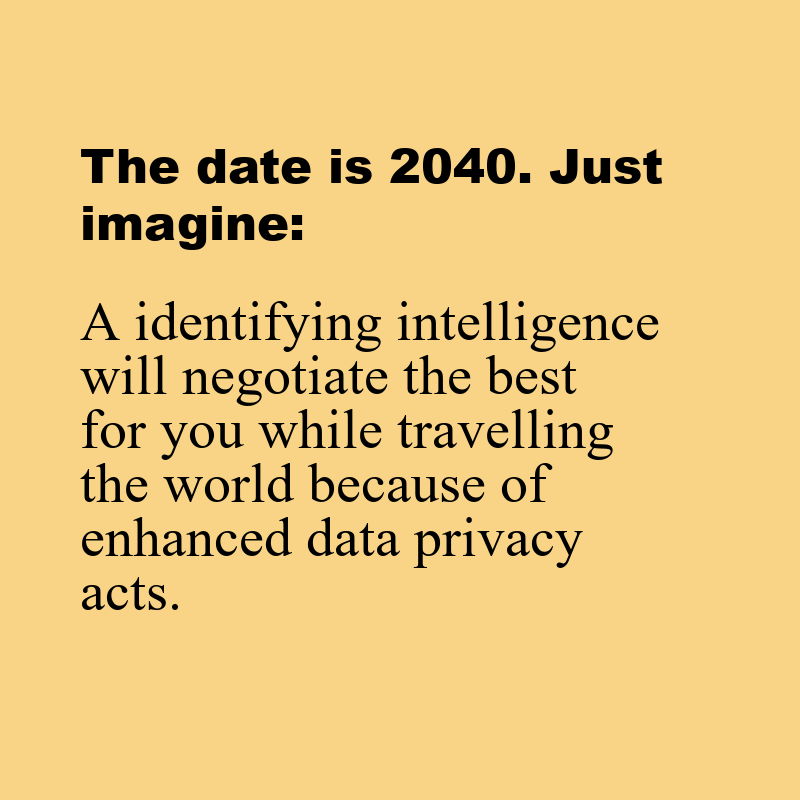 The date is 2040. Just
imagine:
A identifying intelligence
will negotiate the best
for you while travelling
the world because of
enhanced data privacy
acts.